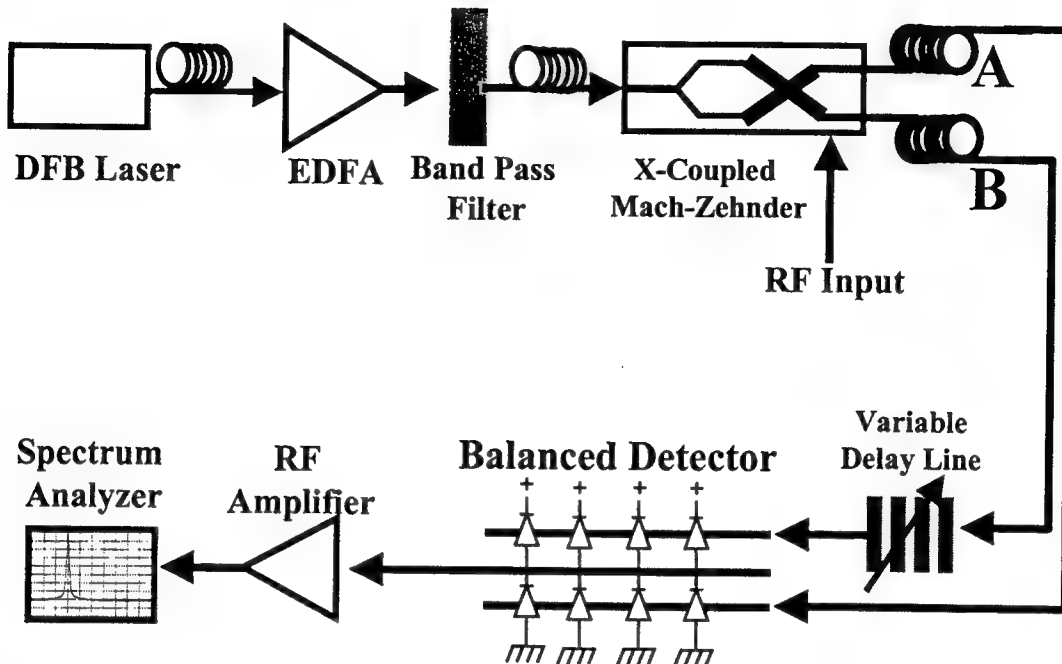 DFB Laser
EDFA
Band Pass
Filter
X-Coupled
Mach-Zehnder
A
B
RF Input
Variable
Delay Line
Balanced Detector
+ + + +
RF
Amplifier
Spectrum
Analyzer